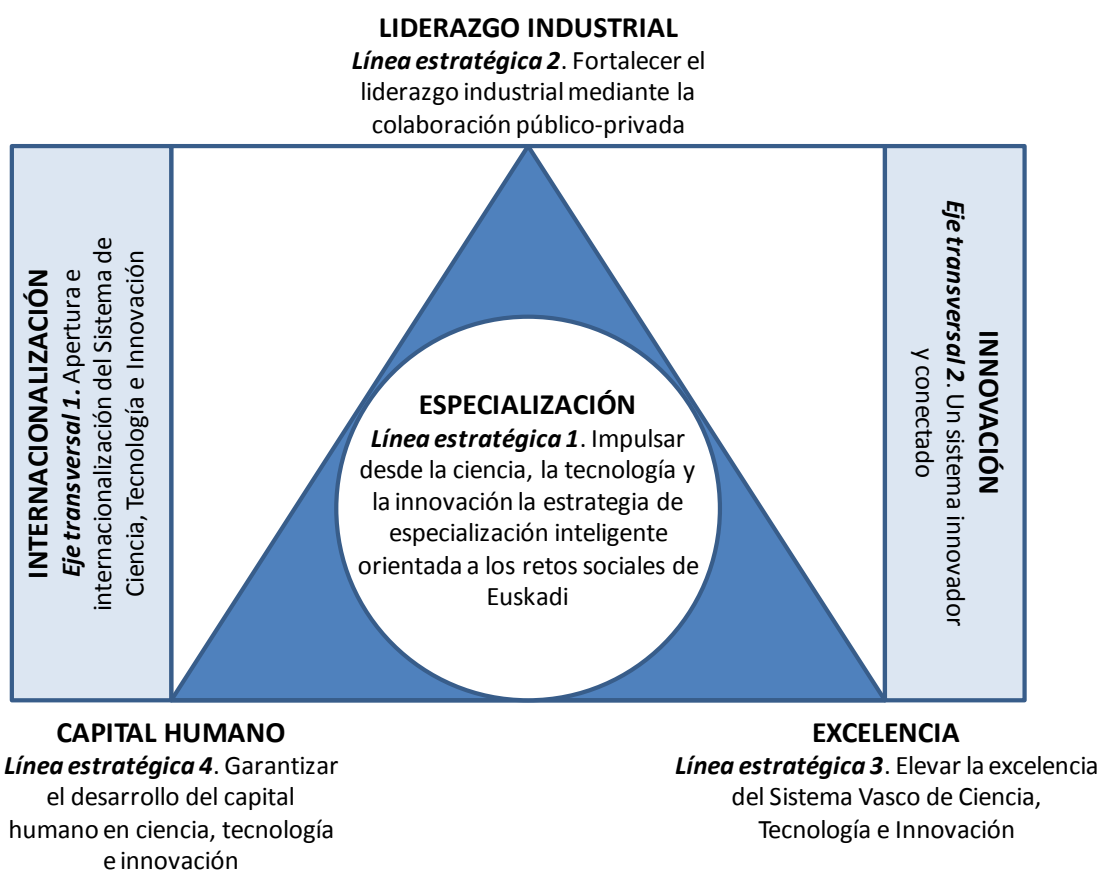 LIDERAZGO INDUSTRIAL
Línea estratégica 2. Fortalecer el
liderazgo industrial mediante la
colaboración público-privada
INTERNACIONALIZACIÓN
Eje transversal 1. Apertura e
internacionalización del Sistema de
Ciencia, Tecnología e Innovación
ESPECIALIZACIÓN
Línea estratégica 1. Impulsar
desde la ciencia, la tecnología y
la innovación la estrategia de
especialización inteligente
orientada a los retos sociales de
Euskadi
INNOVACIÓN
Eje transversal 2. Un sistema innovador
y conectado
CAPITAL HUMANO
Línea estratégica 4. Garantizar
el desarrollo del capital
humano en ciencia, tecnología
e innovación
EXCELENCIA
Línea estratégica 3. Elevar la excelencia
del Sistema Vasco de Ciencia,
Tecnología e Innovación